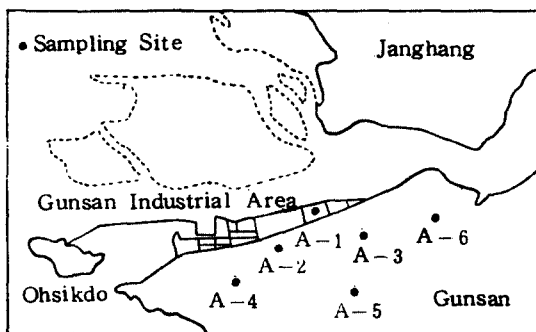 • Sampling Site
Janghang
Gunsan Industrial Area
A-1
A-3
A-6
A-2
Ohsikdo
A-4
A-5
Gunsan